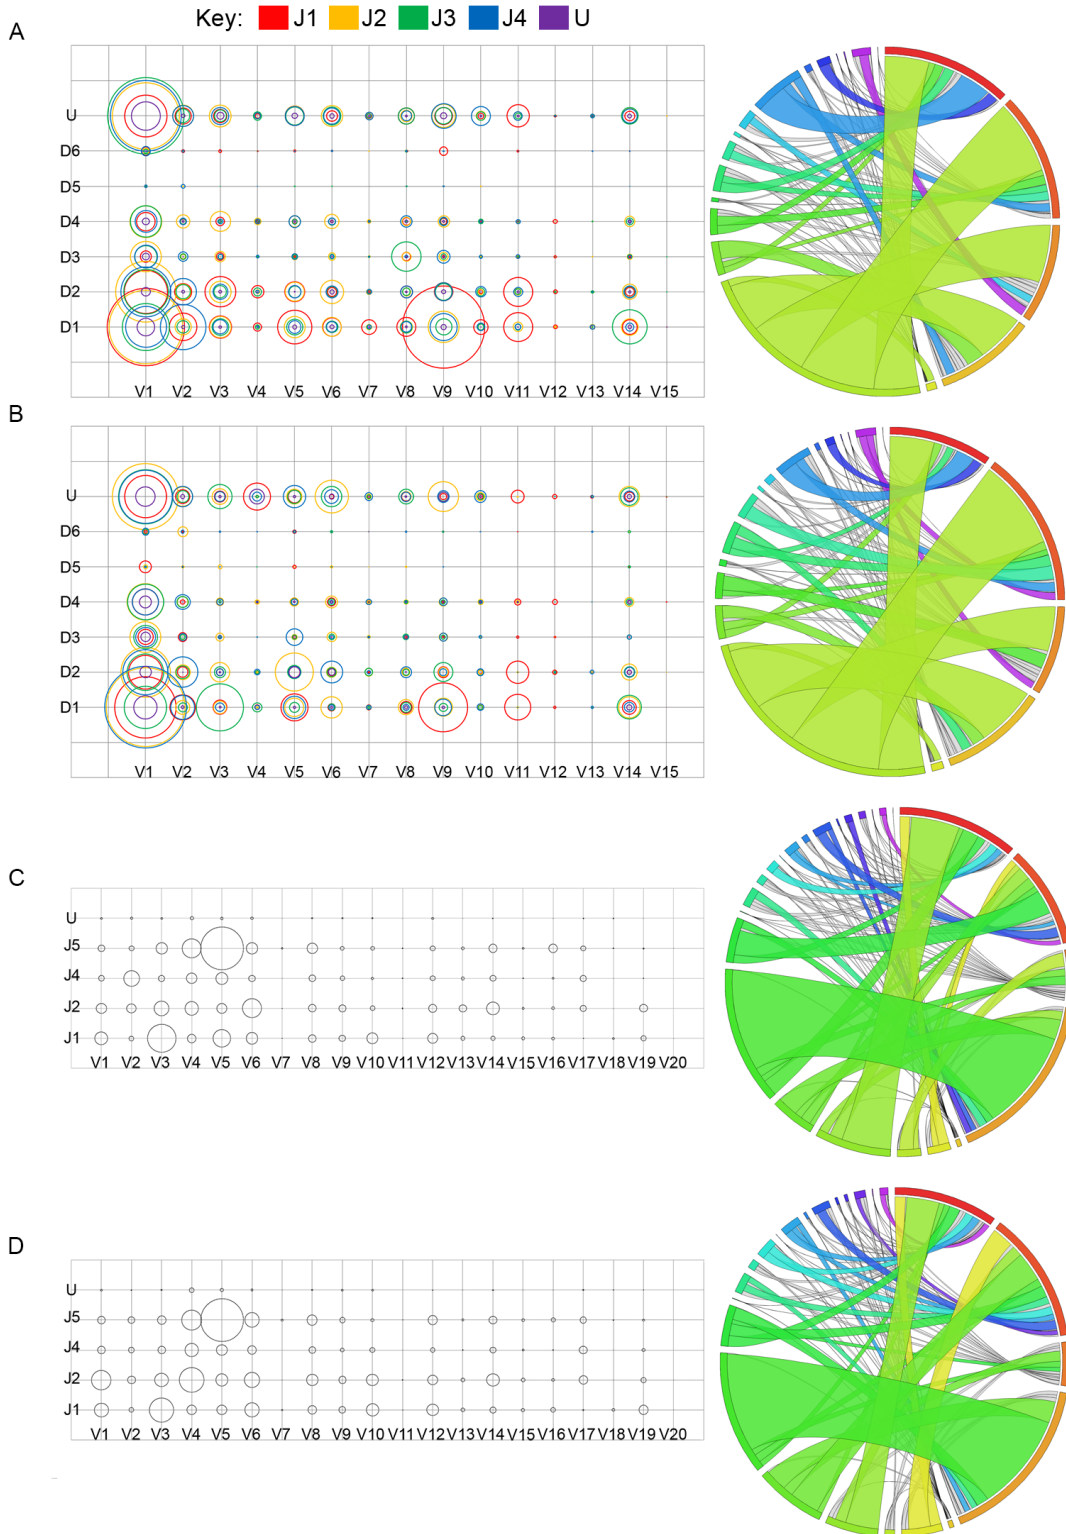 Key: J1 J2 J3 J4 U
A
U
D6
D5
D4
D3
D2
D1
V1 V2 V3 V4 V5 V6 V7 V8 V9 V10 V11 V12 V13 V14 V15
B
U
D6
D5
D4
D3
D2
D1
V1 V2 V3 V4 V5 V6 V7 V8 V9 V10 V11 V12 V13 V14 V15
C
U
J5
J4
J2
J1
V1 V2 V3 V4 V5 V6 V7 V8 V9 V10 V11 V12 V13 V14 V15 V16 V17 V18 V19 V20
D
U
J5
J4
J2
J1
V1 V2 V3 V4 V5 V6 V7 V8 V9 V10 V11 V12 V13 V14 V15 V16 V17 V18 V19 V20